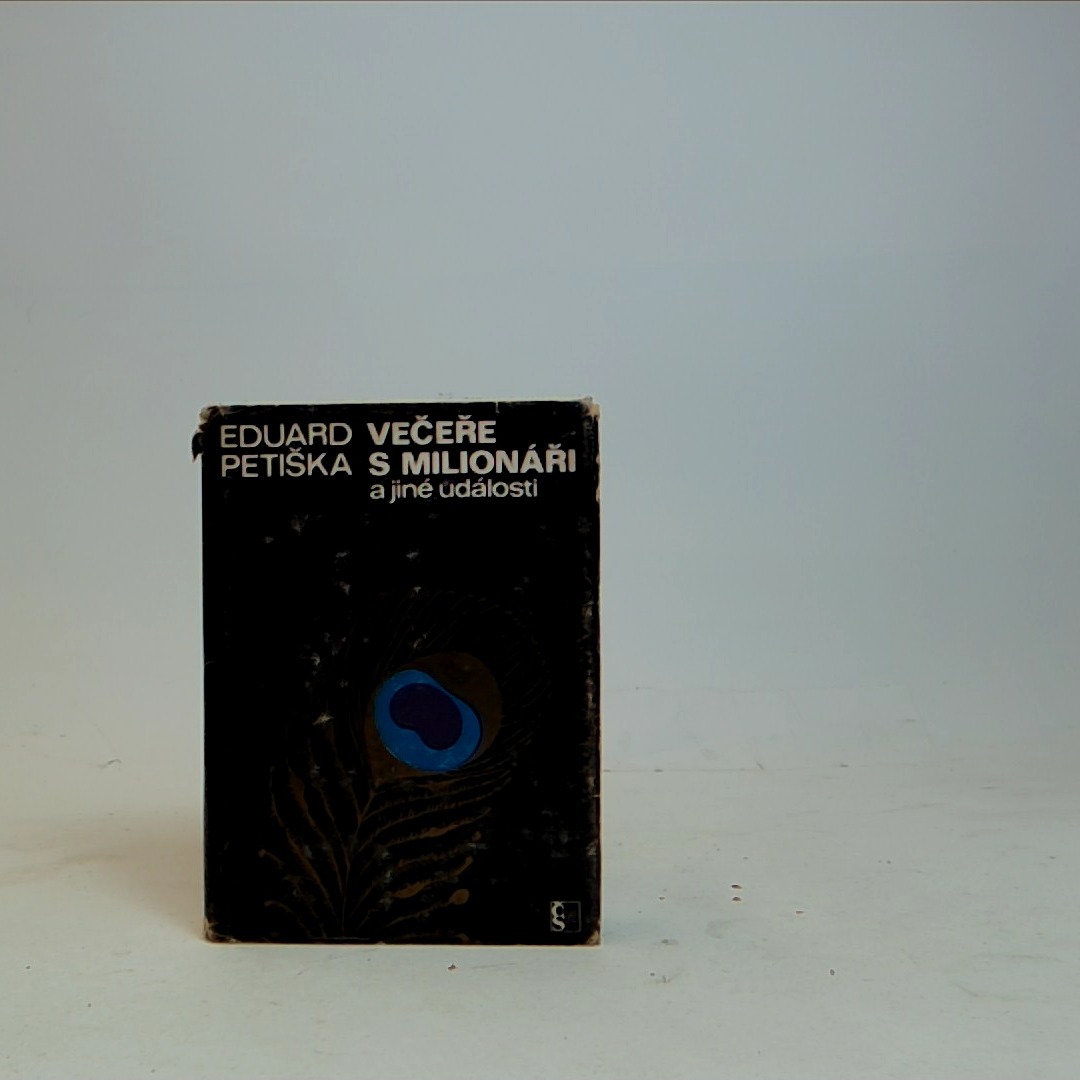 EDUARD
PETIŠKA
VEČEŘE
S MILIONÁŘI
a jiné události
čs